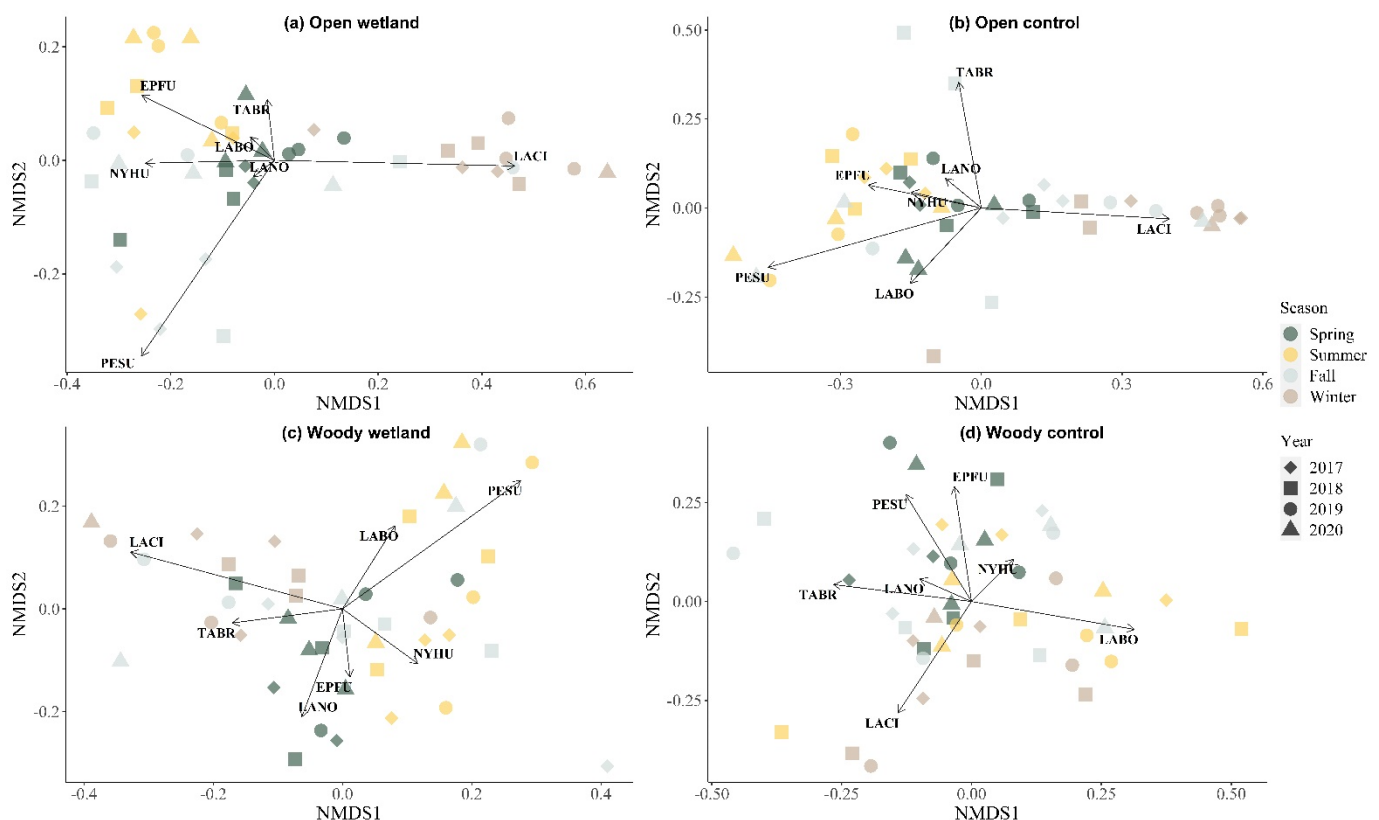 (a) Open wetland
0.2
0.0
-0.2
NMDS2
EPFU
TABR
LABO
LANO
NYHU
LACI
PESU
-0.4
-0.2
0.0
0.2
0.4
0.6
NMDS1
(b) Open control
0.50
0.25
0.00
-0.25
NMDS2
TABR
LANO
EPFU
NYHU
LACI
PESU
LABO
-0.3
0.0
0.3
0.6
NMDS1
(c) Woody wetland
0.2
0.0
-0.2
NMDS2
PESU
LABO
LACI
TABR
NYHU
EPFU
LANO
-0.4
-0.2
0.0
0.2
0.4
NMDS1
(d) Woody control
0.25
0.00
-0.25
NMDS2
EPFU
PESU
NYHU
LANO
TABR
LABO
LACI
-0.50
-0.25
0.00
0.25
0.50
NMDS1
Season
Spring
Summer
Fall
Winter
Year
2017
2018
2019
2020